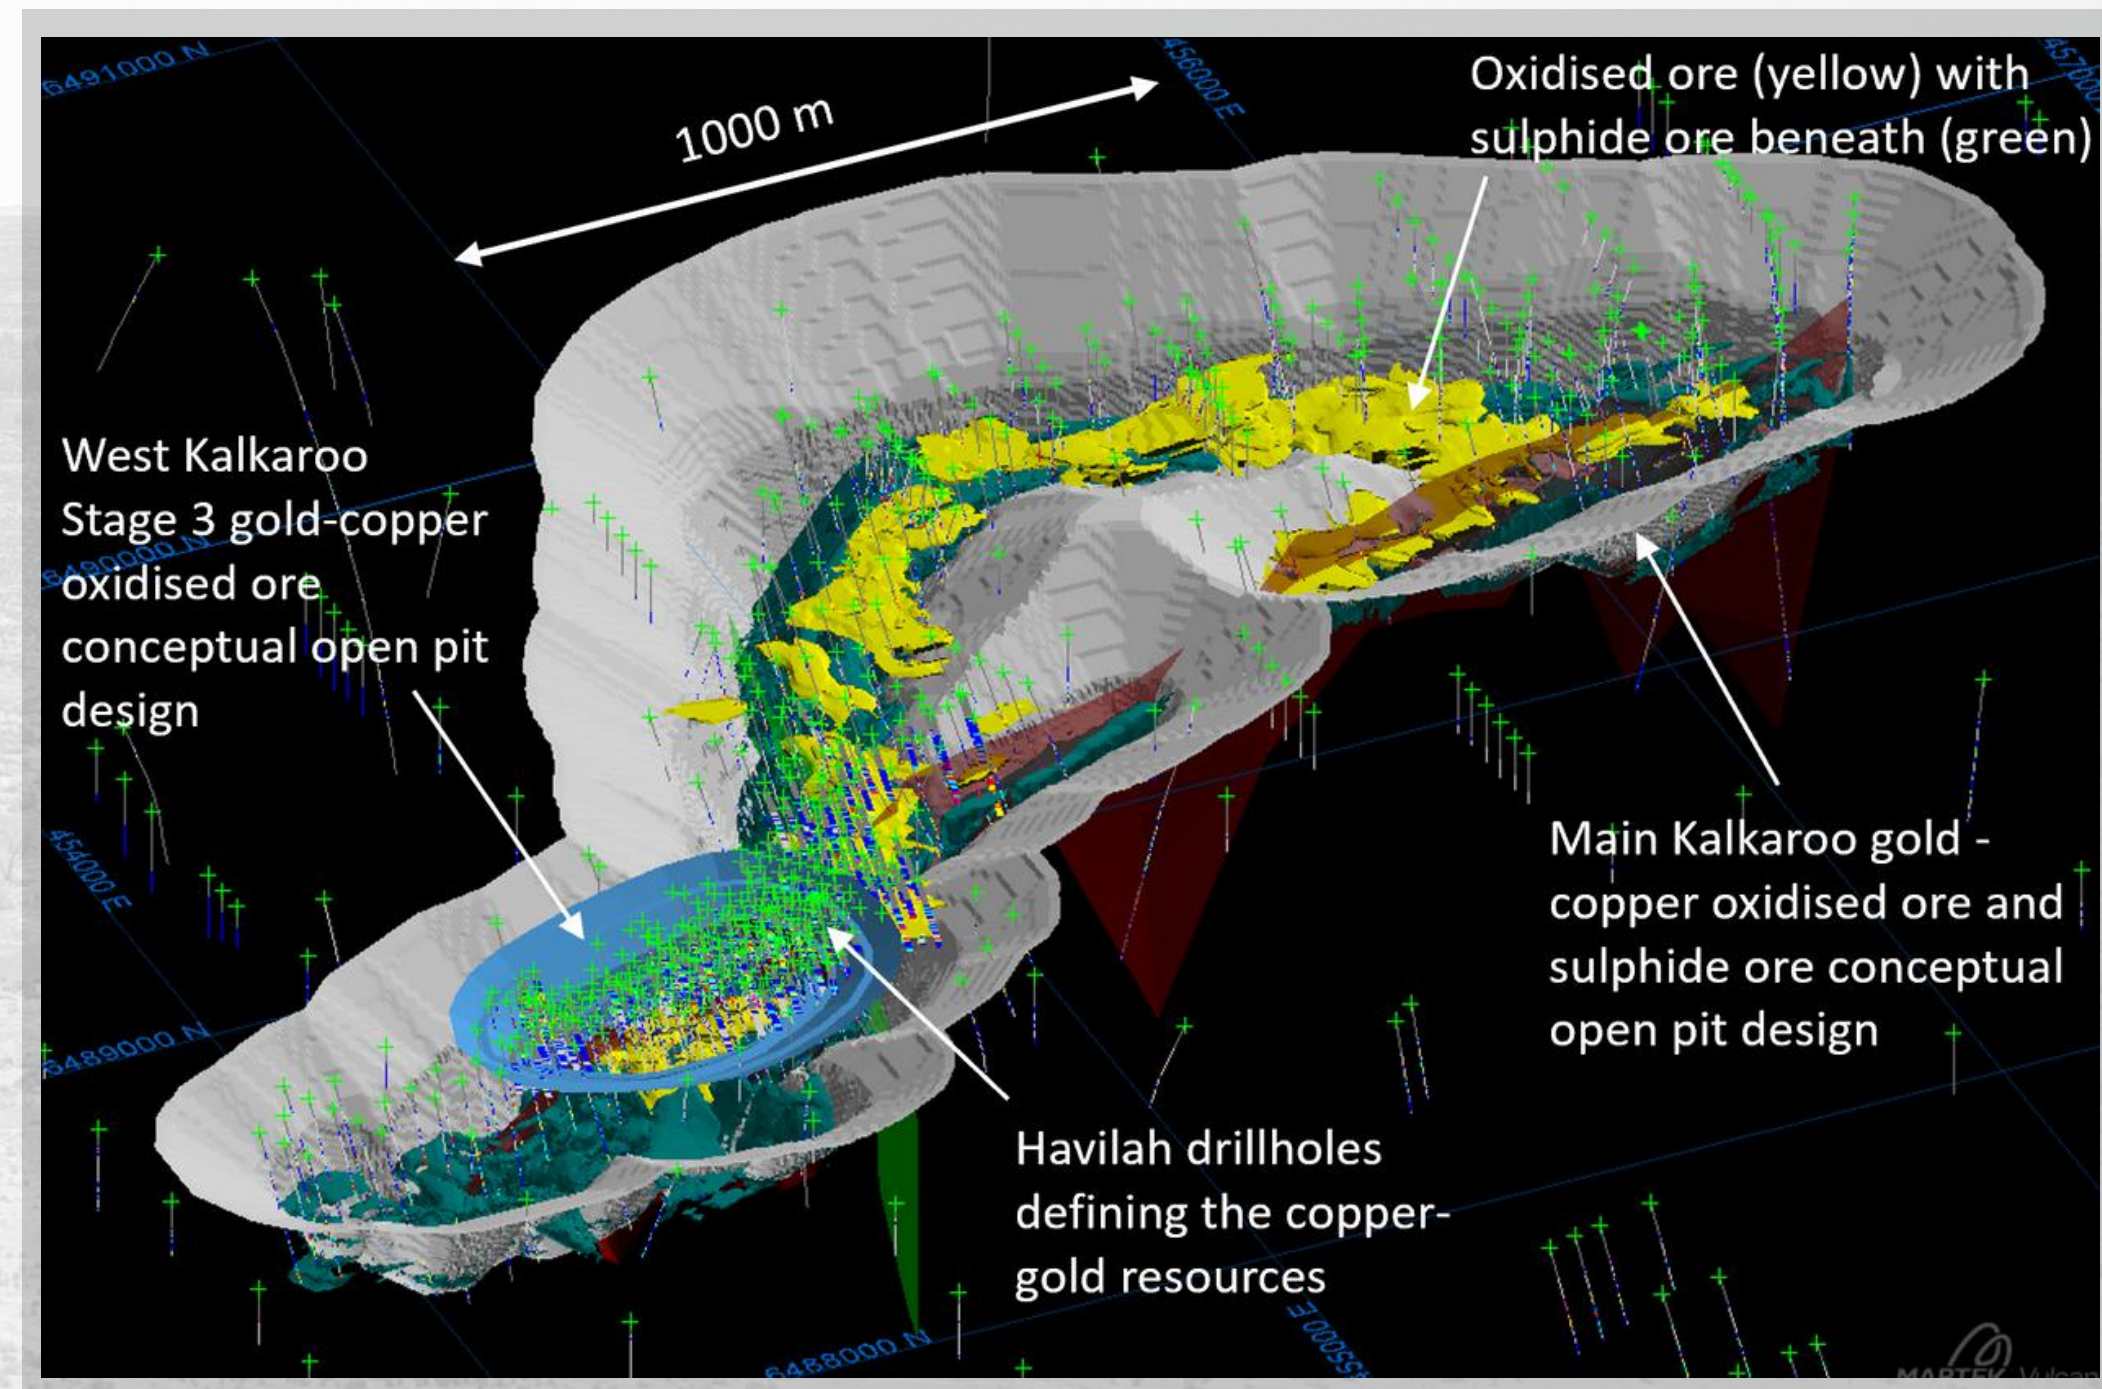 6491000 N
456000 E
457000
1000 m
Oxidised ore (yellow) with
sulphide ore beneath (green)
West Kalkaroo
Stage 3 gold-copper
oxidised ore
conceptual open pit
design
6490000 N
454000 E
Main Kalkaroo gold -
copper oxidised ore and
sulphide ore conceptual
open pit design
6489000 N
Havilah drillholes
defining the copper-
gold resources
6488000 N
455000 E
MAPTEK Vulcan